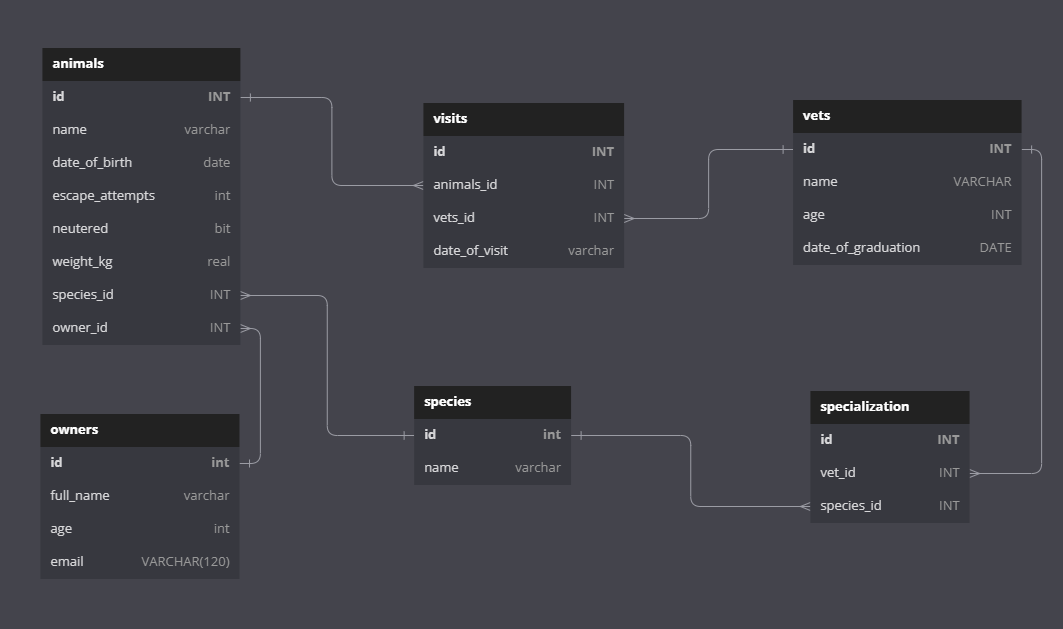 animals
id INT
name varchar
date_of_birth date
escape_attempts int
neutered bit
weight_kg real
species_id INT
owner_id INT
visits
id INT
animals_id INT
vets_id INT
date_of_visit varchar
vets
id INT
name VARCHAR
age INT
date_of_graduation DATE
owners
id int
full_name varchar
age int
email VARCHAR(120)
species
id int
name varchar
specialization
id INT
vet_id INT
species_id INT